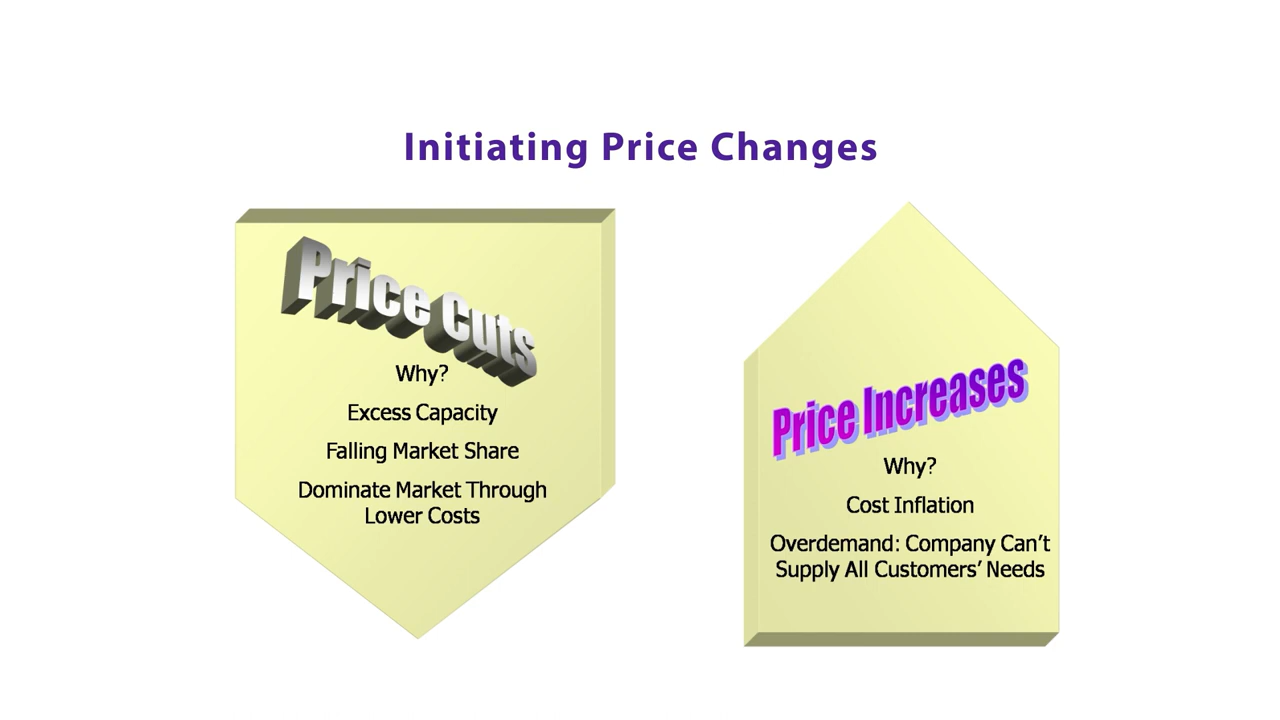 Initiating Price Changes
Price Cuts
Why?
Excess Capacity
Falling Market Share
Dominate Market Through
Lower Costs
Price Increases
Why?
Cost Inflation
Overdemand: Company Can't
Supply All Customers' Needs